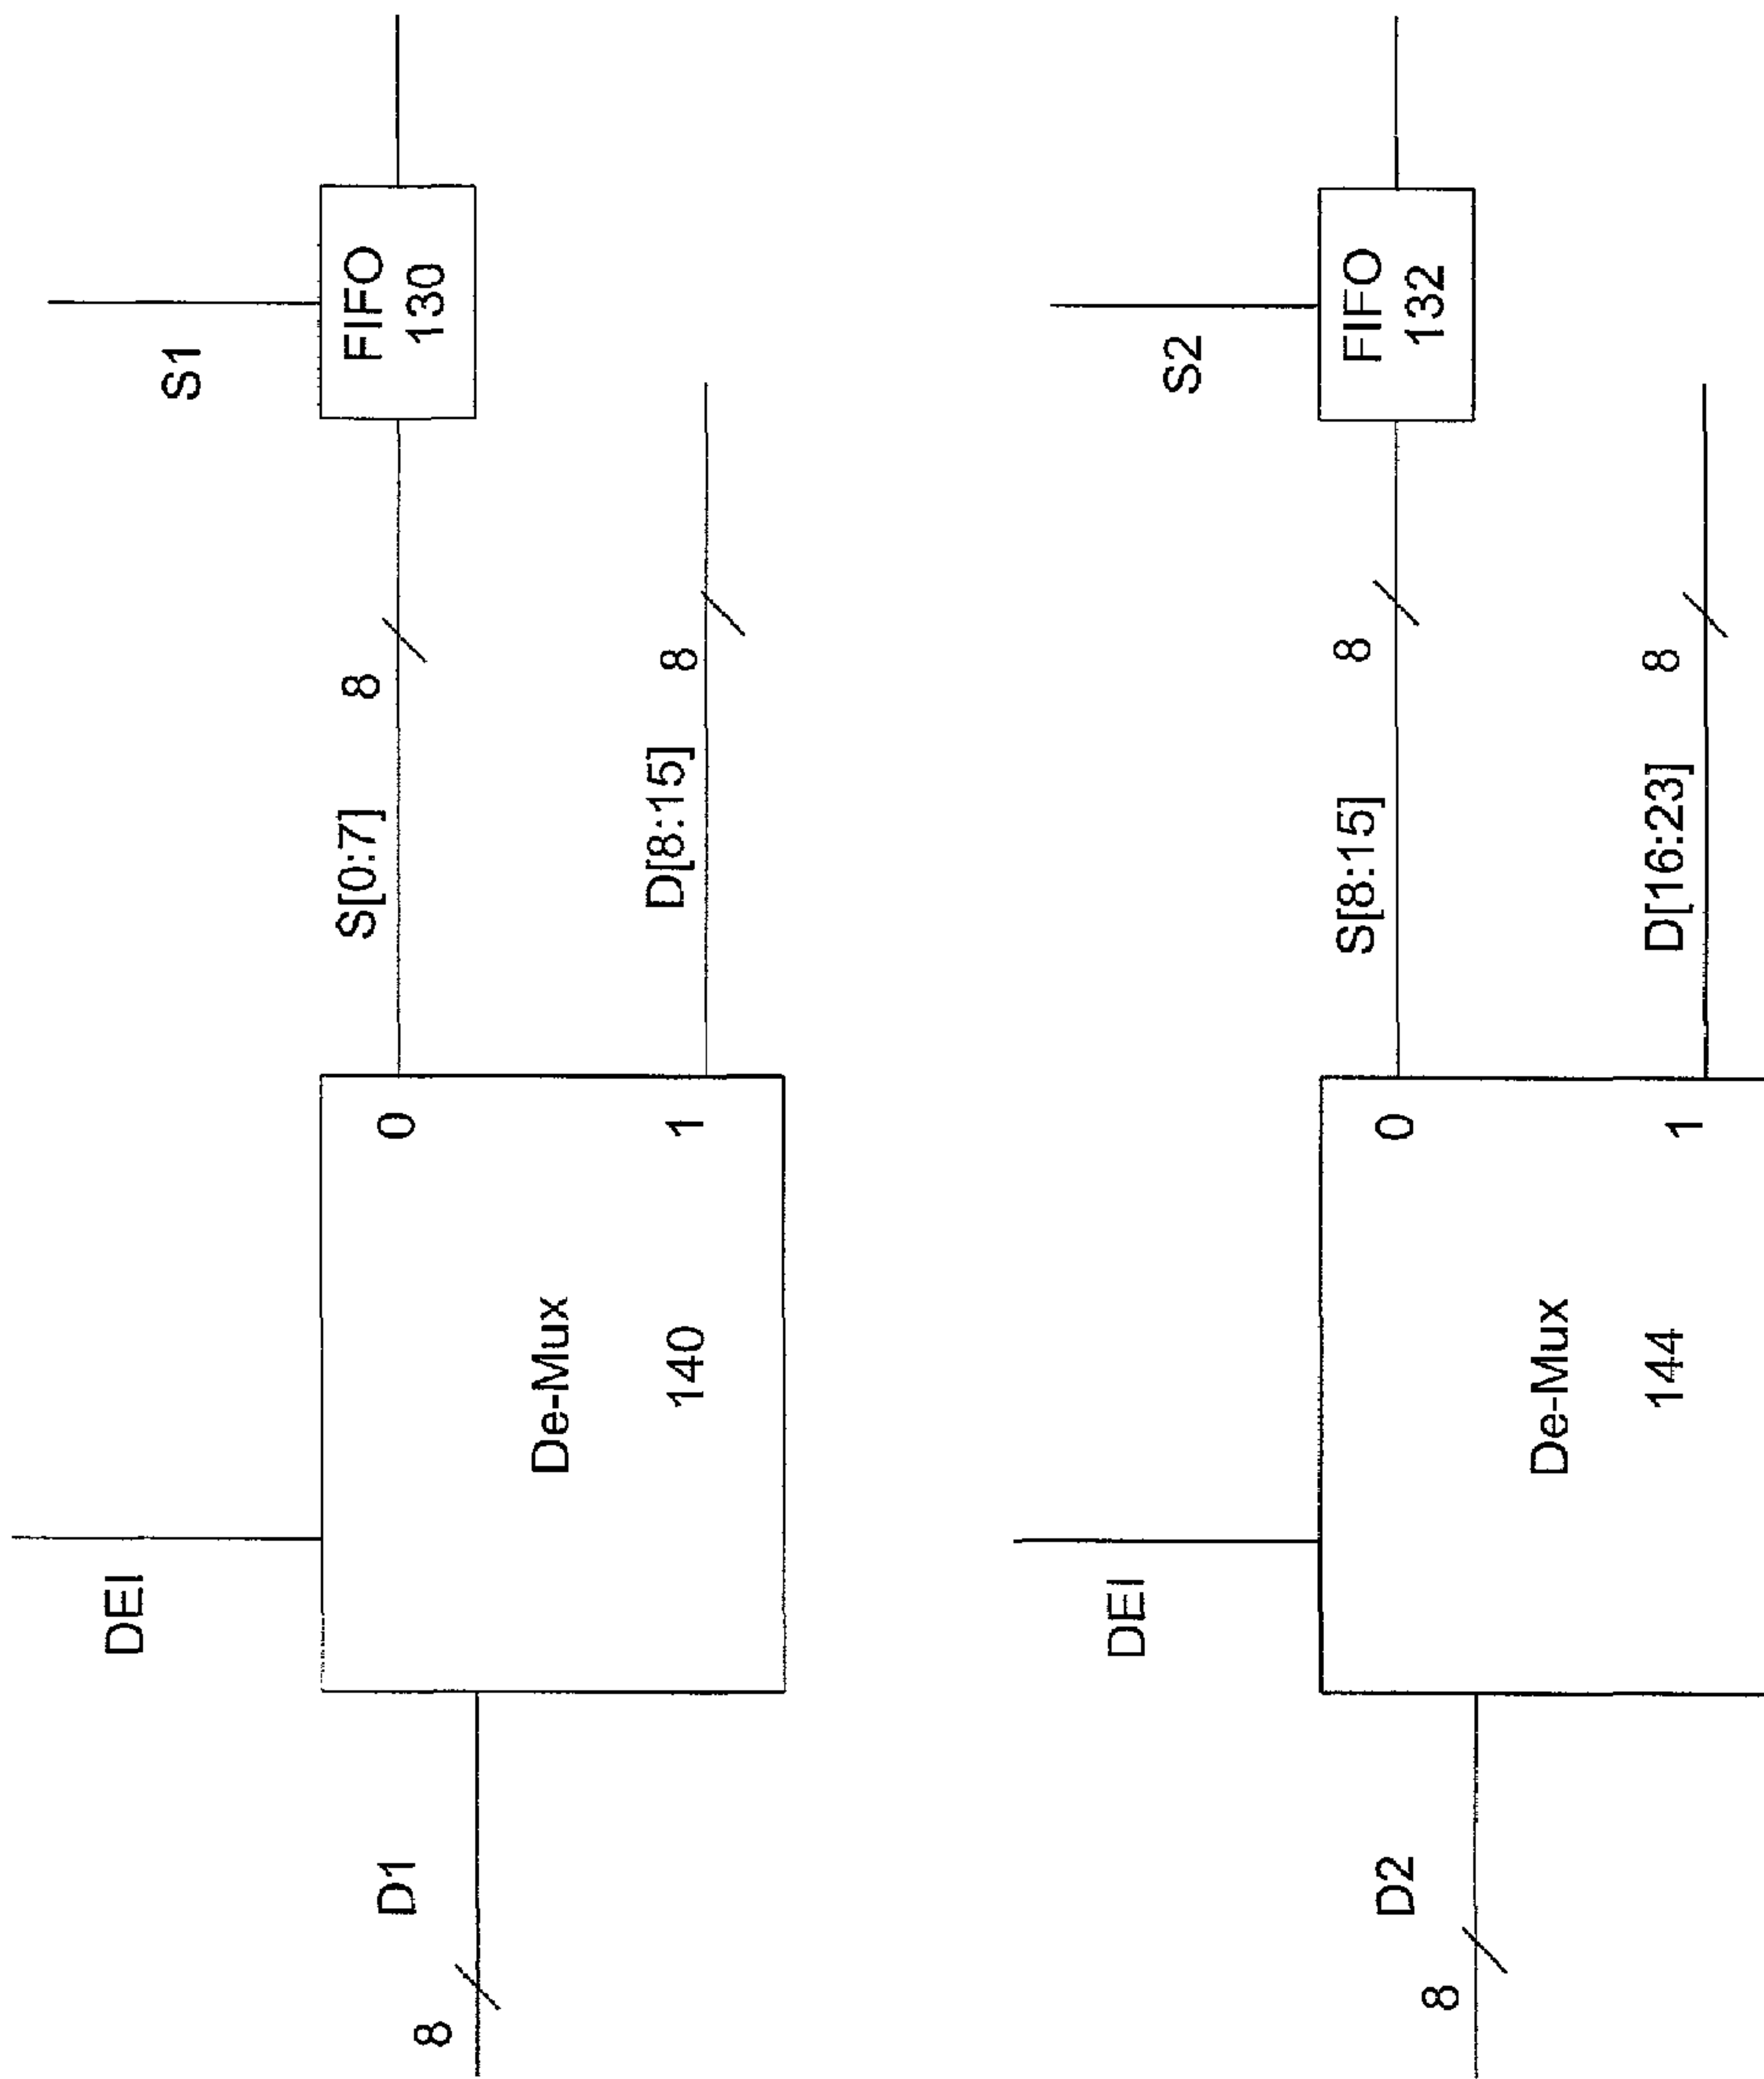 S1
FIFO
130
DEI
S[0:7]
8
0
D1
De-Mux
8
D[8:15]
8
140
1
S2
FIFO
132
DEI
S[8:15]
8
0
D2
De-Mux
8
D[16:23]
8
144
1